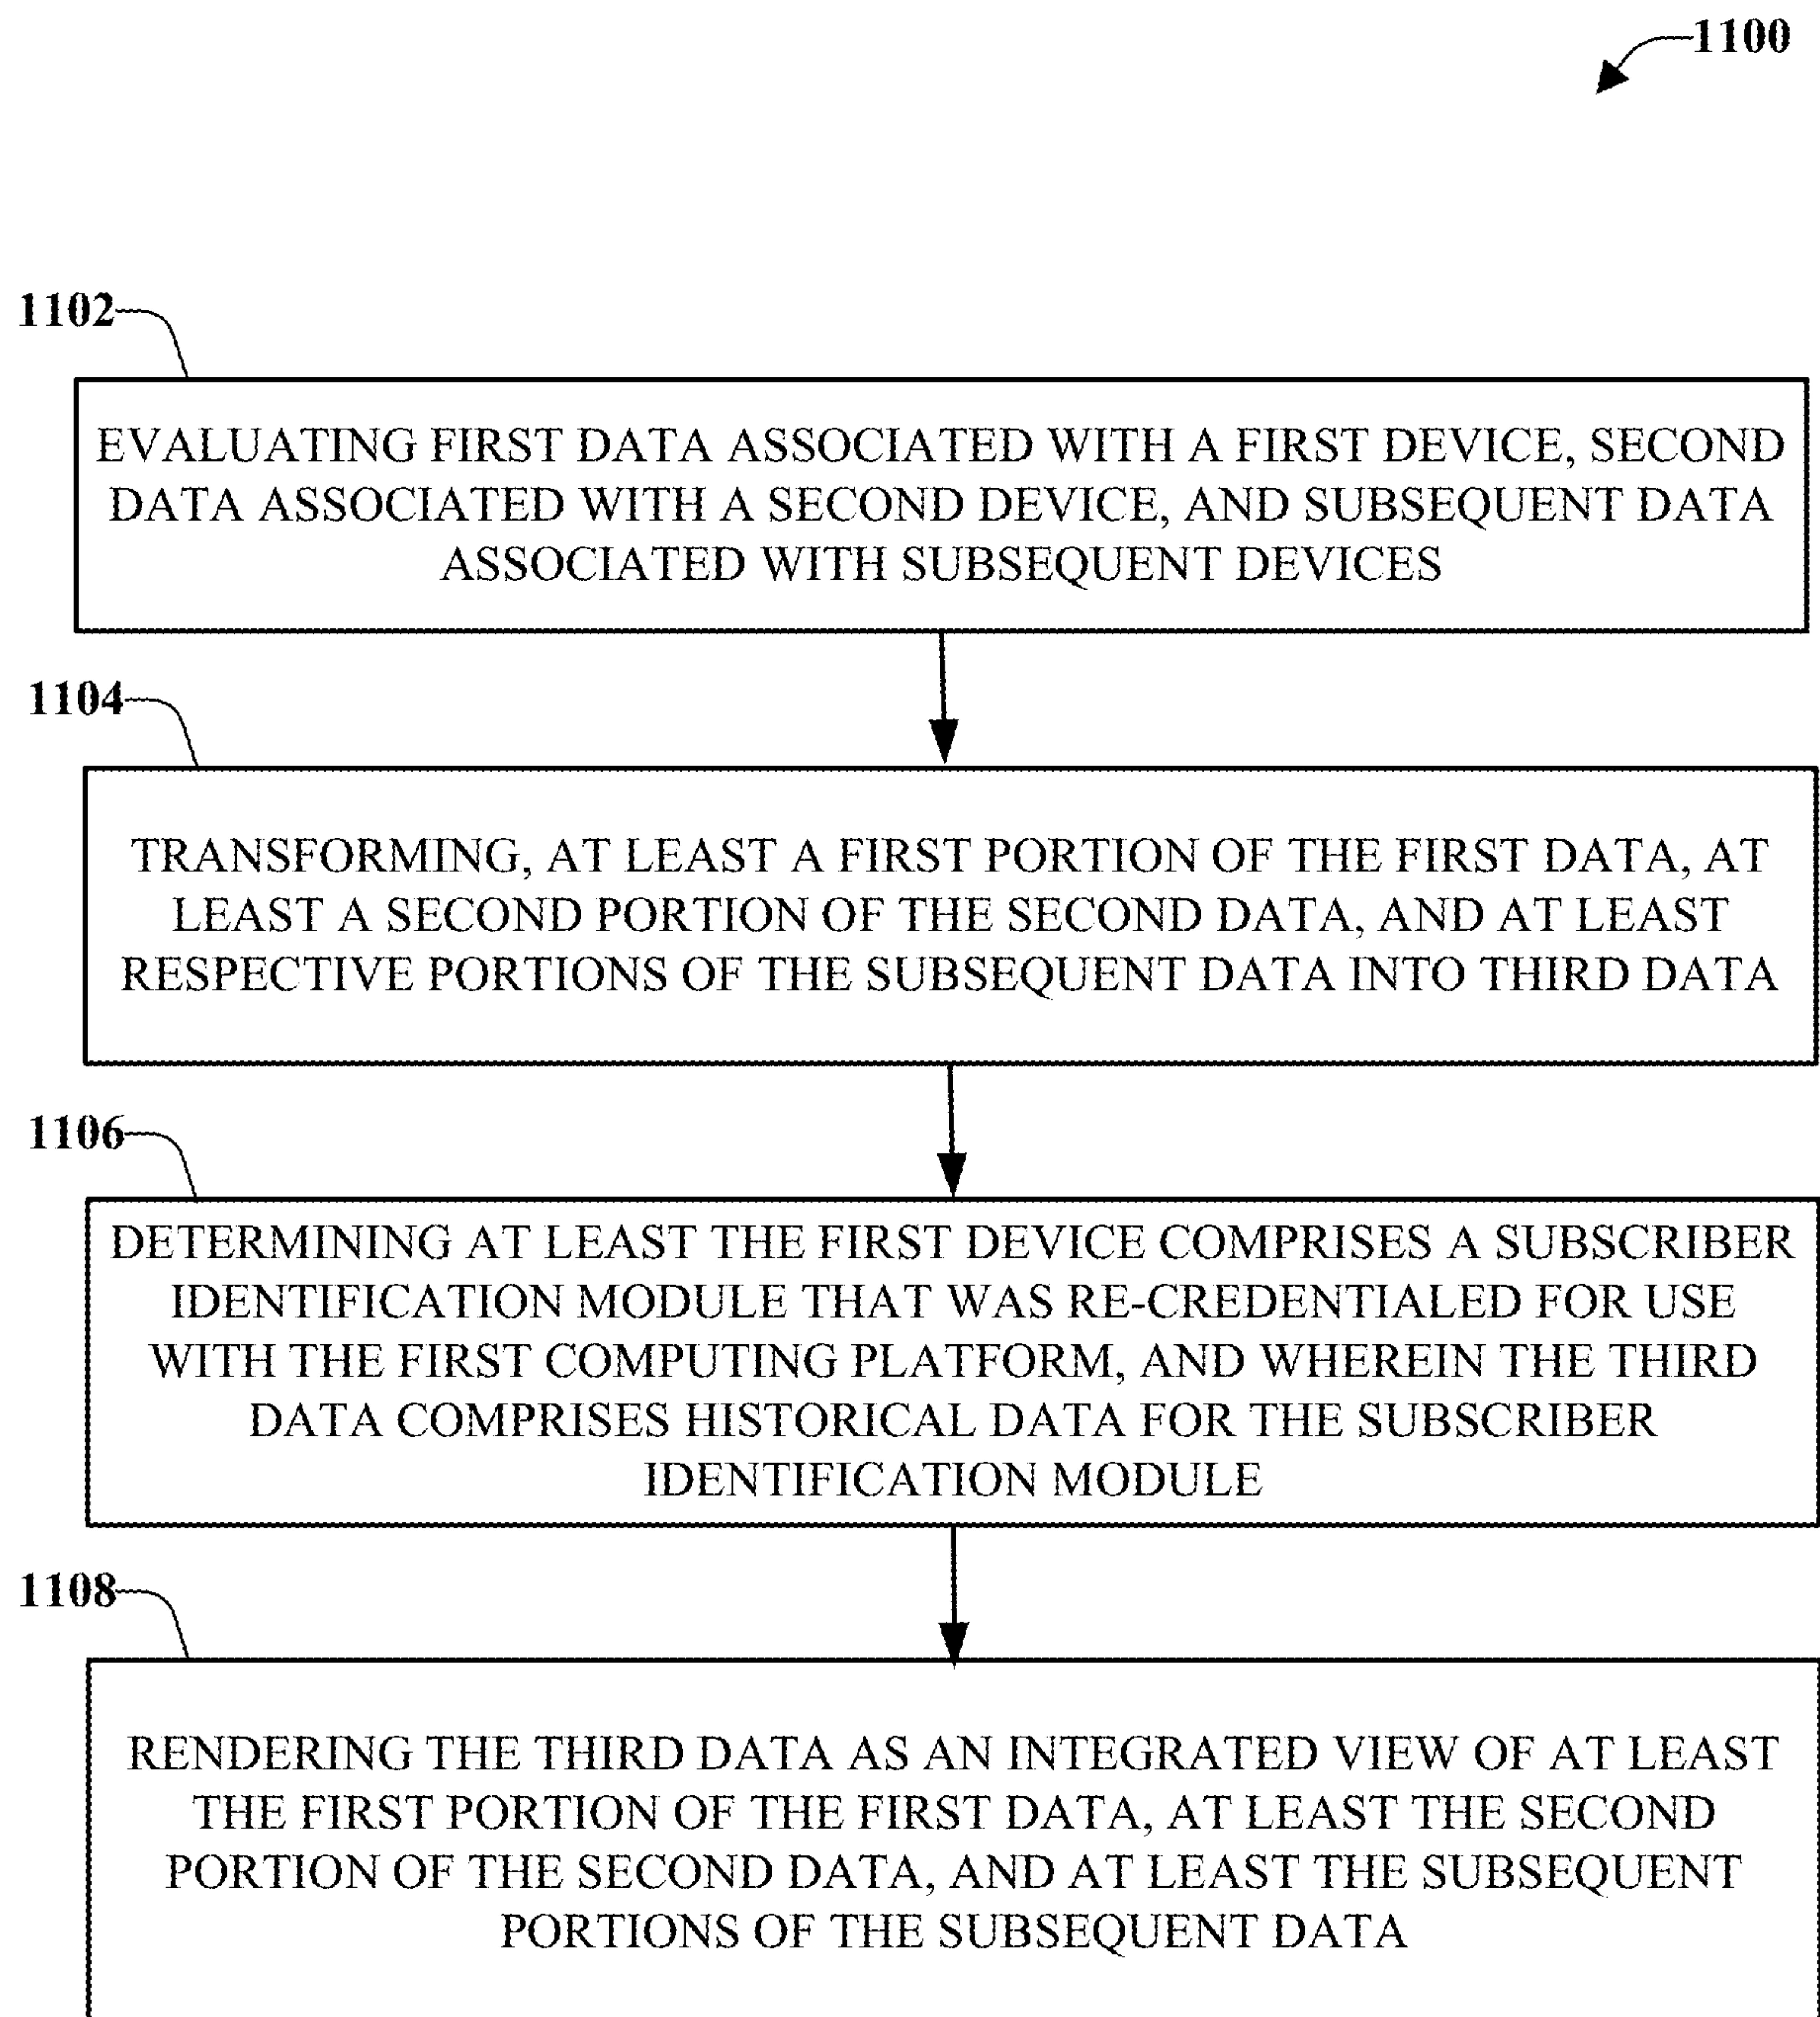 1100
1102
EVALUATING FIRST DATA ASSOCIATED WITH A FIRST DEVICE, SECOND
DATA ASSOCIATED WITH A SECOND DEVICE, AND SUBSEQUENT DATA
ASSOCIATED WITH SUBSEQUENT DEVICES
1104
TRANSFORMING, AT LEAST A FIRST PORTION OF THE FIRST DATA, AT
LEAST A SECOND PORTION OF THE SECOND DATA, AND AT LEAST
RESPECTIVE PORTIONS OF THE SUBSEQUENT DATA INTO THIRD DATA
1106
DETERMINING AT LEAST THE FIRST DEVICE COMPRISES A SUBSCRIBER
IDENTIFICATION MODULE THAT WAS RE-CREDENTIALED FOR USE
WITH THE FIRST COMPUTING PLATFORM, AND WHEREIN THE THIRD
DATA COMPRISES HISTORICAL DATA FOR THE SUBSCRIBER
IDENTIFICATION MODULE
1108
RENDERING THE THIRD DATA AS AN INTEGRATED VIEW OF AT LEAST
THE FIRST PORTION OF THE FIRST DATA, AT LEAST THE SECOND
PORTION OF THE SECOND DATA, AND AT LEAST THE SUBSEQUENT
PORTIONS OF THE SUBSEQUENT DATA